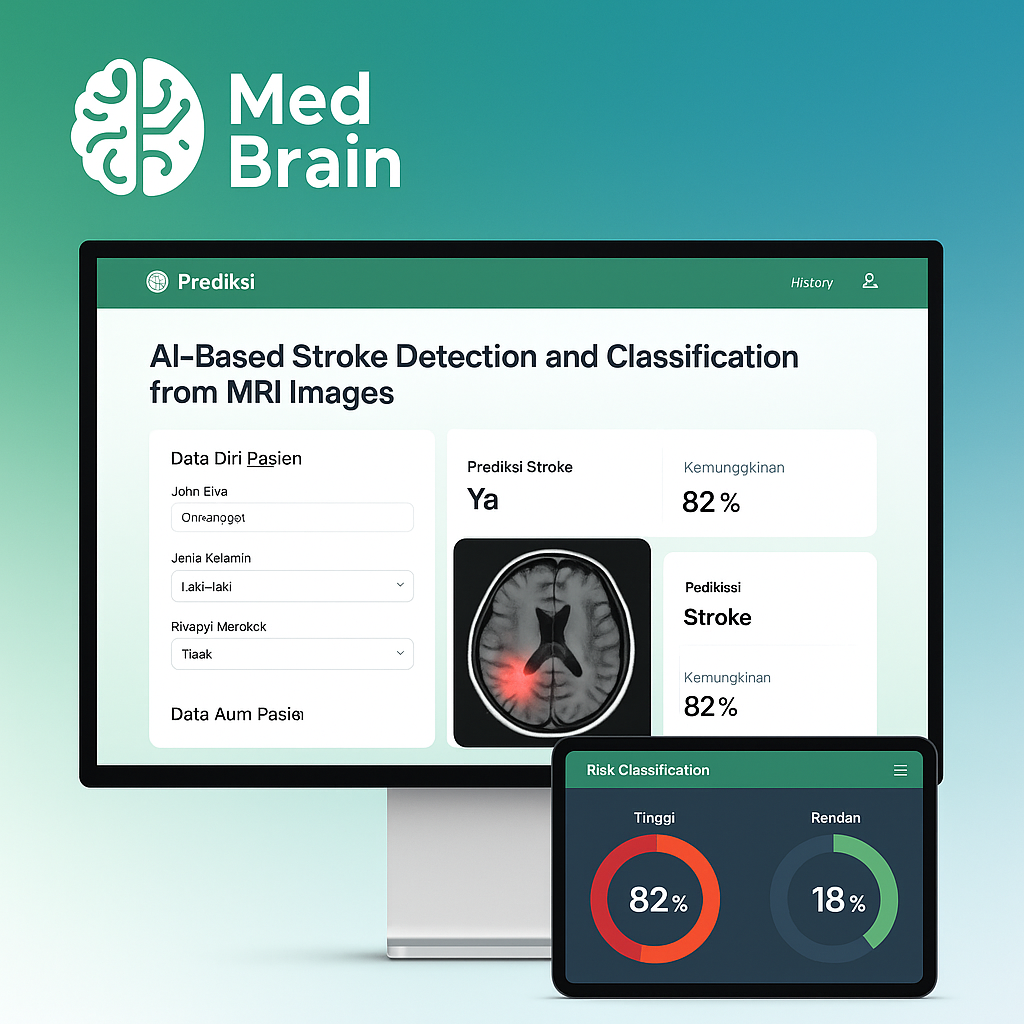 Med
Brain
Prediksi
History
AI-Based Stroke Detection and Classification
from MRI Images
Data Diri Pasien
John Eiva
Jenia Kelamin
Laki-laki
Rivapyi Merokck
Tiaak
Data Aum Pasien
Prediksi Stroke
Ya
Kemunggkinan
82 %
Pedikissi
Stroke
Kemungkinan
82 %
Risk Classification
Tinggi
82 %
Rendan
18 %